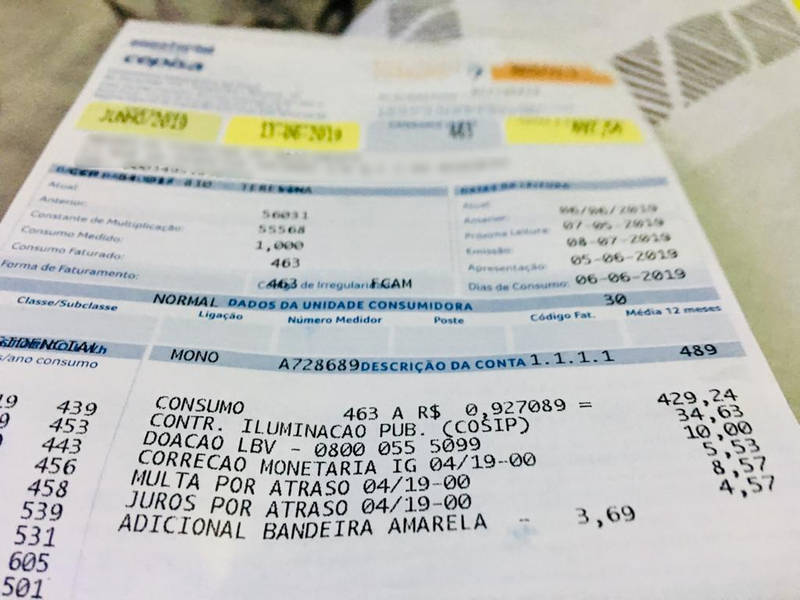 JUNHO/2019 13-06-2019 463
TERESINA
DATAS DE LEITURA
Atual: 56031
Anterior: 55568
Constante de Multiplicação: 1,000
Consumo Medido: 463
Consumo Faturado: 463
Forma de Faturamento: NORMAL
FCAM
Atual: 06/06/2019
Anterior: 07-05-2019
Próxima Leitura: 08-07-2019
Emissão: 05-06-2019
Apresentação: 06-06-2019
Dias de Consumo: 30
DADOS DA UNIDADE CONSUMIDORA
Classe/Subclasse Ligação Número Medidor Poste Código Fat. Média 12 meses
MONO A728689 1.1.1.1 489
DESCRIÇÃO DA CONTA
/ano consumo
439
453
443
456
458
539
531
605
501
CONSUMO 463 A R$ 0,927089 = 429,24
CONTR. ILUMINACAO PUB. (COSIP) 34,63
DOACAO LBV - 0800 055 5099 10,00
CORRECAO MONETARIA IG 04/19-00 5,53
MULTA POR ATRASO 04/19-00 8,57
JUROS POR ATRASO 04/19-00 4,57
ADICIONAL BANDEIRA AMARELA - 3,69